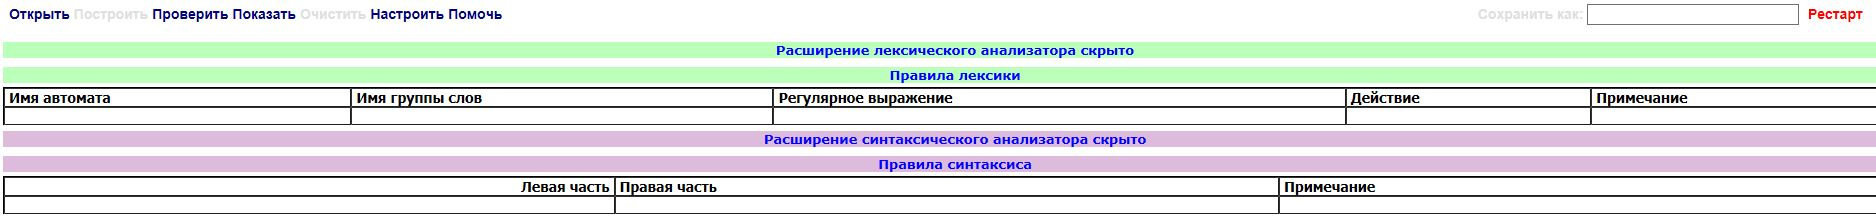 Открыть Построить Проверить Показать Очистить Настроить Помочь Сохранить как: Рестарт
Расширение лексического анализатора скрыто
Правила лексики
Имя автомата Имя группы слов Регулярное выражение Действие Примечание
Расширение синтаксического анализатора скрыто
Правила синтаксиса
Левая часть Правая часть Примечание